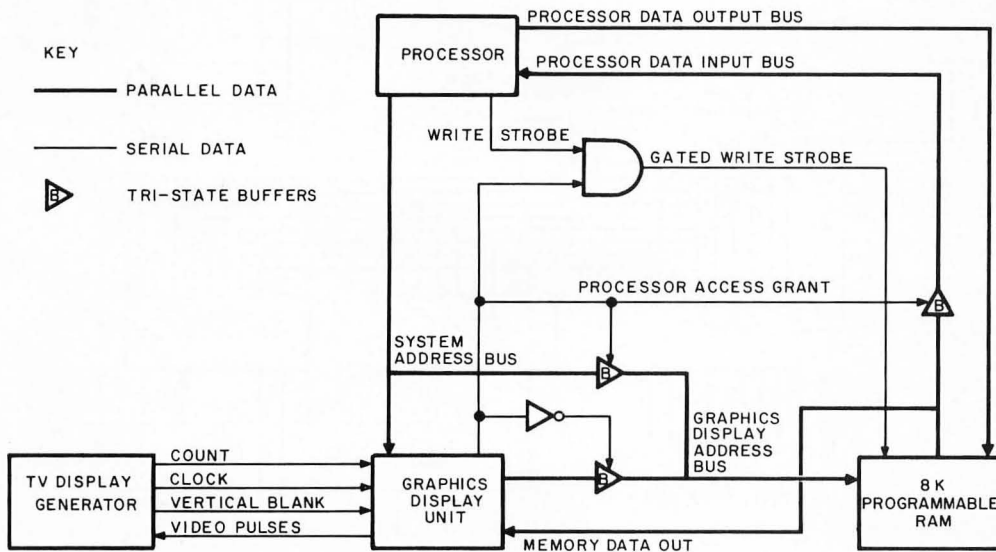 PROCESSOR DATA OUTPUT BUS
KEY
PROCESSOR
PROCESSOR DATA INPUT BUS
PARALLEL DATA
WRITE STROBE
GATED WRITE STROBE
SERIAL DATA
B
TRI-STATE BUFFERS
PROCESSOR ACCESS GRANT
B
SYSTEM
ADDRESS BUS
B
GRAPHICS
DISPLAY
ADDRESS
BUS
COUNT
TV DISPLAY
GENERATOR
CLOCK
VERTICAL BLANK
VIDEO PULSES
GRAPHICS
DISPLAY
UNIT
B
8K
PROGRAMMABLE
RAM
MEMORY DATA OUT